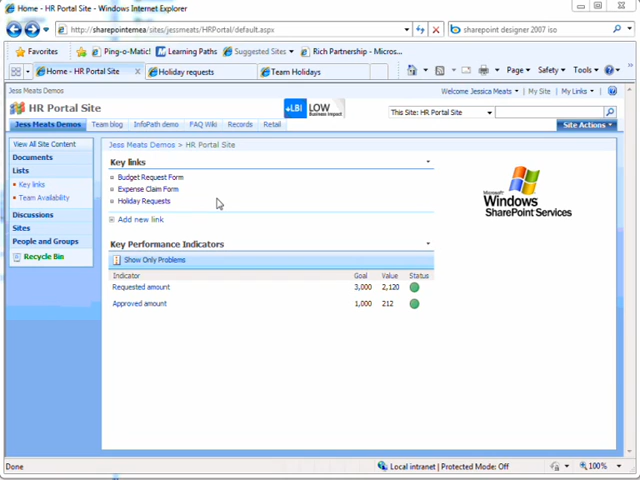 Home - HR Portal Site - Windows Internet Explorer
http://sharepointemea/sites/jessmeats/HRPortal/default.aspx
sharepoint designer 2007 iso
Favorites
Ping-o-Matic!
Learning Paths
Suggested Sites
Rich Partnership - Micros...
Home - HR Portal Site
Holiday requests
Team Holidays
Page
Safety
Tools
Jess Meats Demos
Welcome Jessica Meats
My Site
My Links
HR Portal Site
LBI LOW
Business Impact
This Site: HR Portal Site
Jess Meats Demos
Team blog
InfoPath demo
FAQ Wiki
Records
Retail
Site Actions
View All Site Content
Documents
Lists
Key links
Team Availability
Discussions
Sites
People and Groups
Recycle Bin
Jess Meats Demos > HR Portal Site
Key links
Budget Request Form
Expense Claim Form
Holiday Requests
Add new link
Key Performance Indicators
Show Only Problems
Indicator Goal Value Status
Requested amount 3,000 2,120
Approved amount 1,000 212
Microsoft
Windows
SharePoint Services
Done
Local intranet | Protected Mode: Off
100%